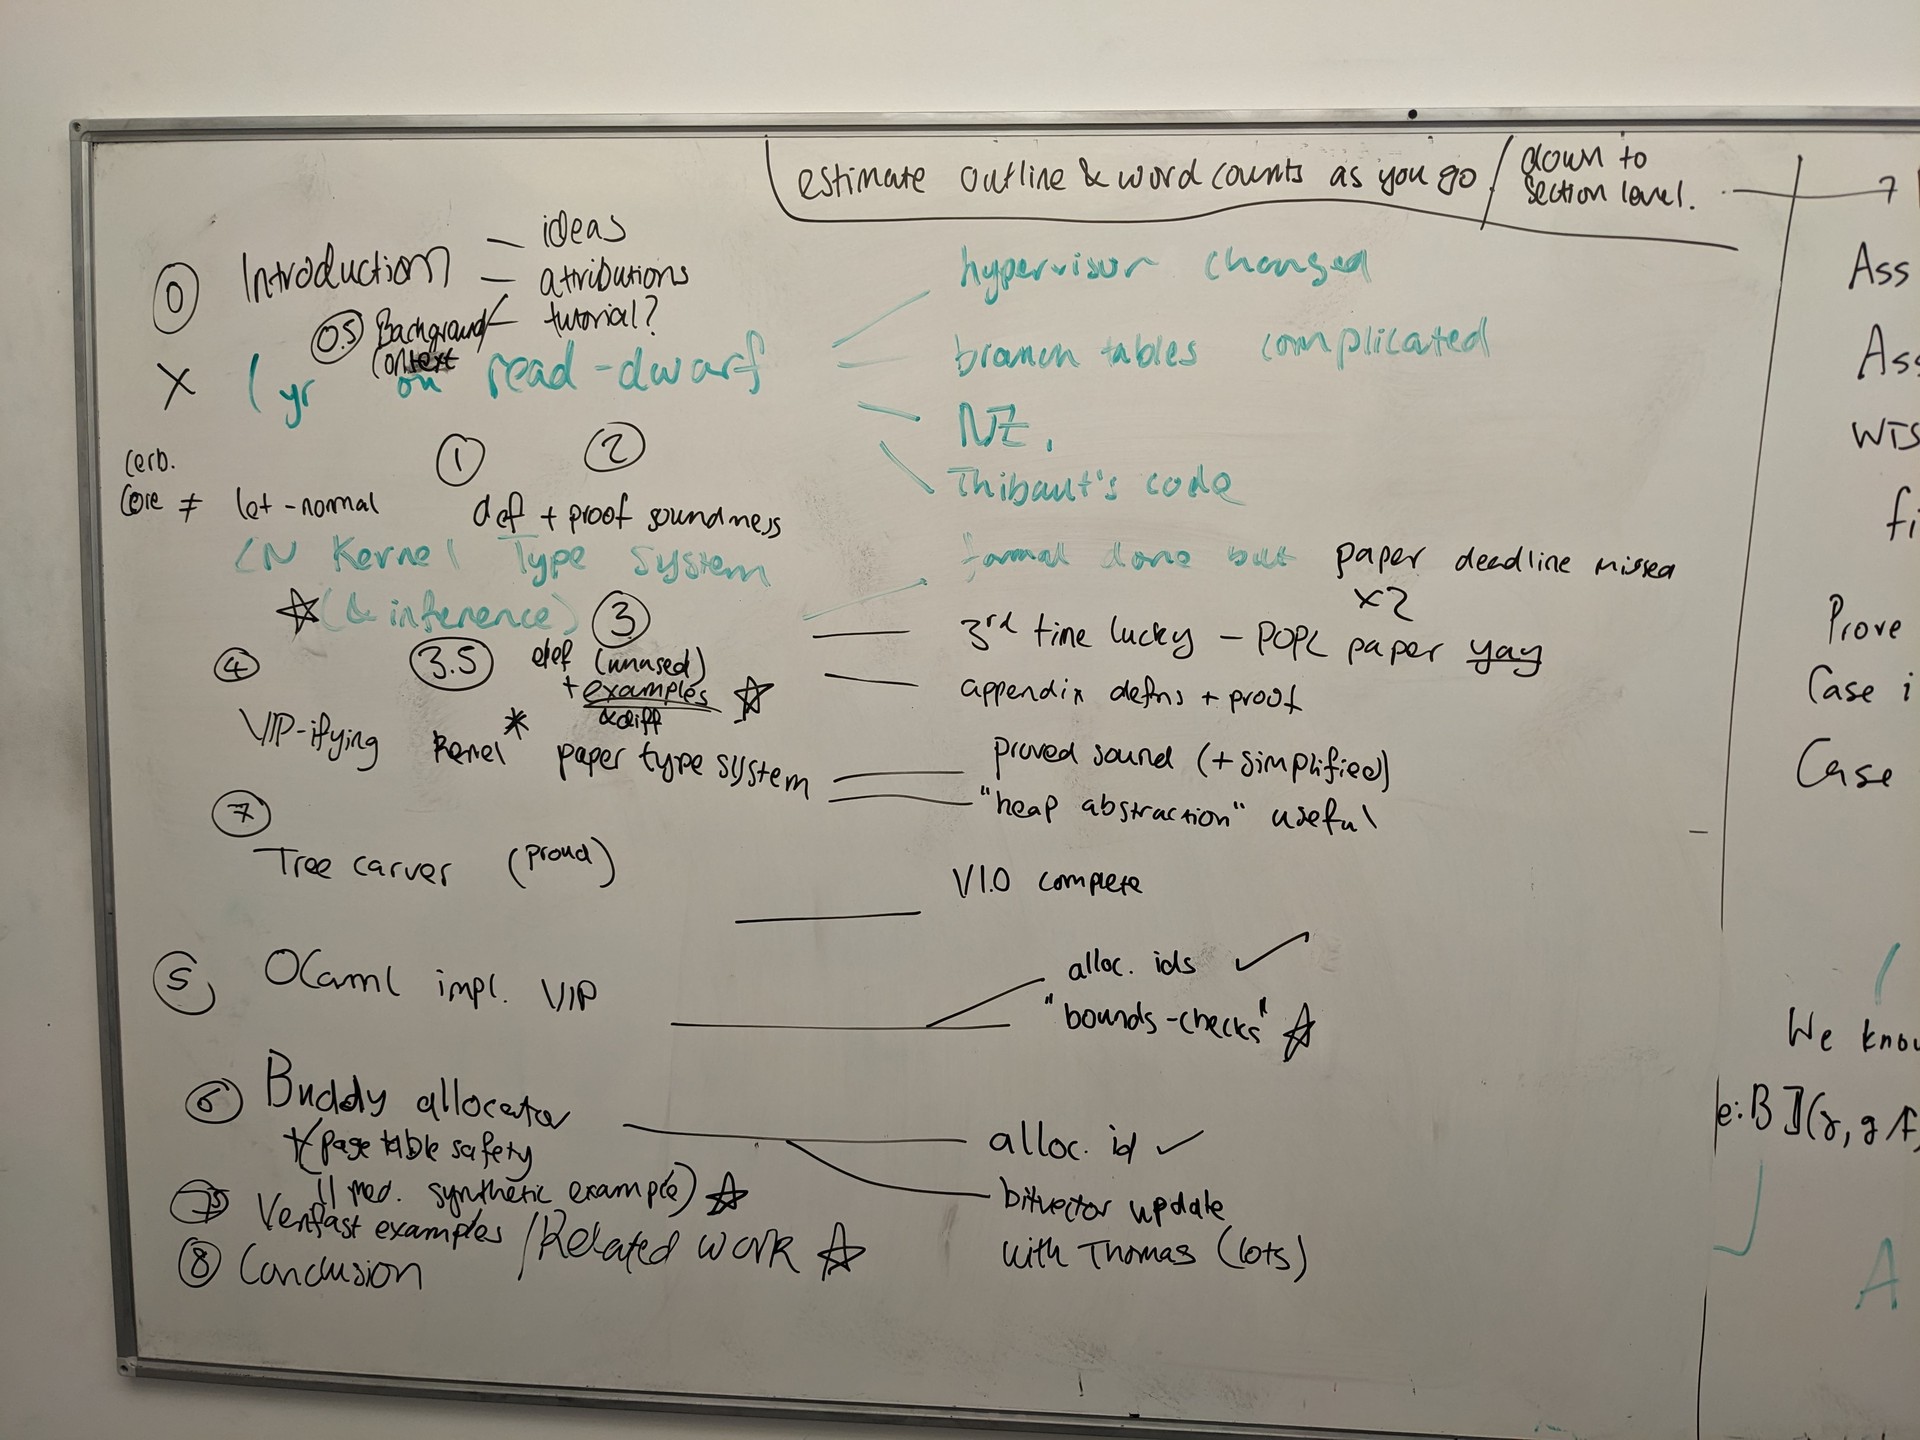 estimate outline & word counts as you go / down to
section level.
0 Introduction — ideas
— attributions
0.5 Background/ — tutorial?
Context
X 1 yr on read-dwarf
hypervisor changed
branch tables complicated
NZ.
Thibaut's code
cerb.
Core ≠ let-normal
1 2
def + proof soundness
CN Kernel Type System
☆ (& inference) 3
formal done but paper deadline missed
x2
3rd time lucky — POPL paper yay
appendix defns + proof
4 3.5 def (unused)
+ examples ☆
& diff
VIP-ifying Kernel * paper type system
proved sound (+ simplified)
"heap abstraction" useful
7
Tree carver (proud)
V1.0 complete
5 OCaml impl. VIP
alloc. ids ✓
"bounds-checks" ☆
6 Buddy allocator
+ (page table safety
|| med. synthetic example) ☆
alloc. id ✓
bitvector update
with Thomas (lots)
7.5 Verifast examples / Related work ☆
8 Conclusion
Ass
Ass
WTS
fi
Prove
Case i
Case
We know
e:B⟧(γ, g
A